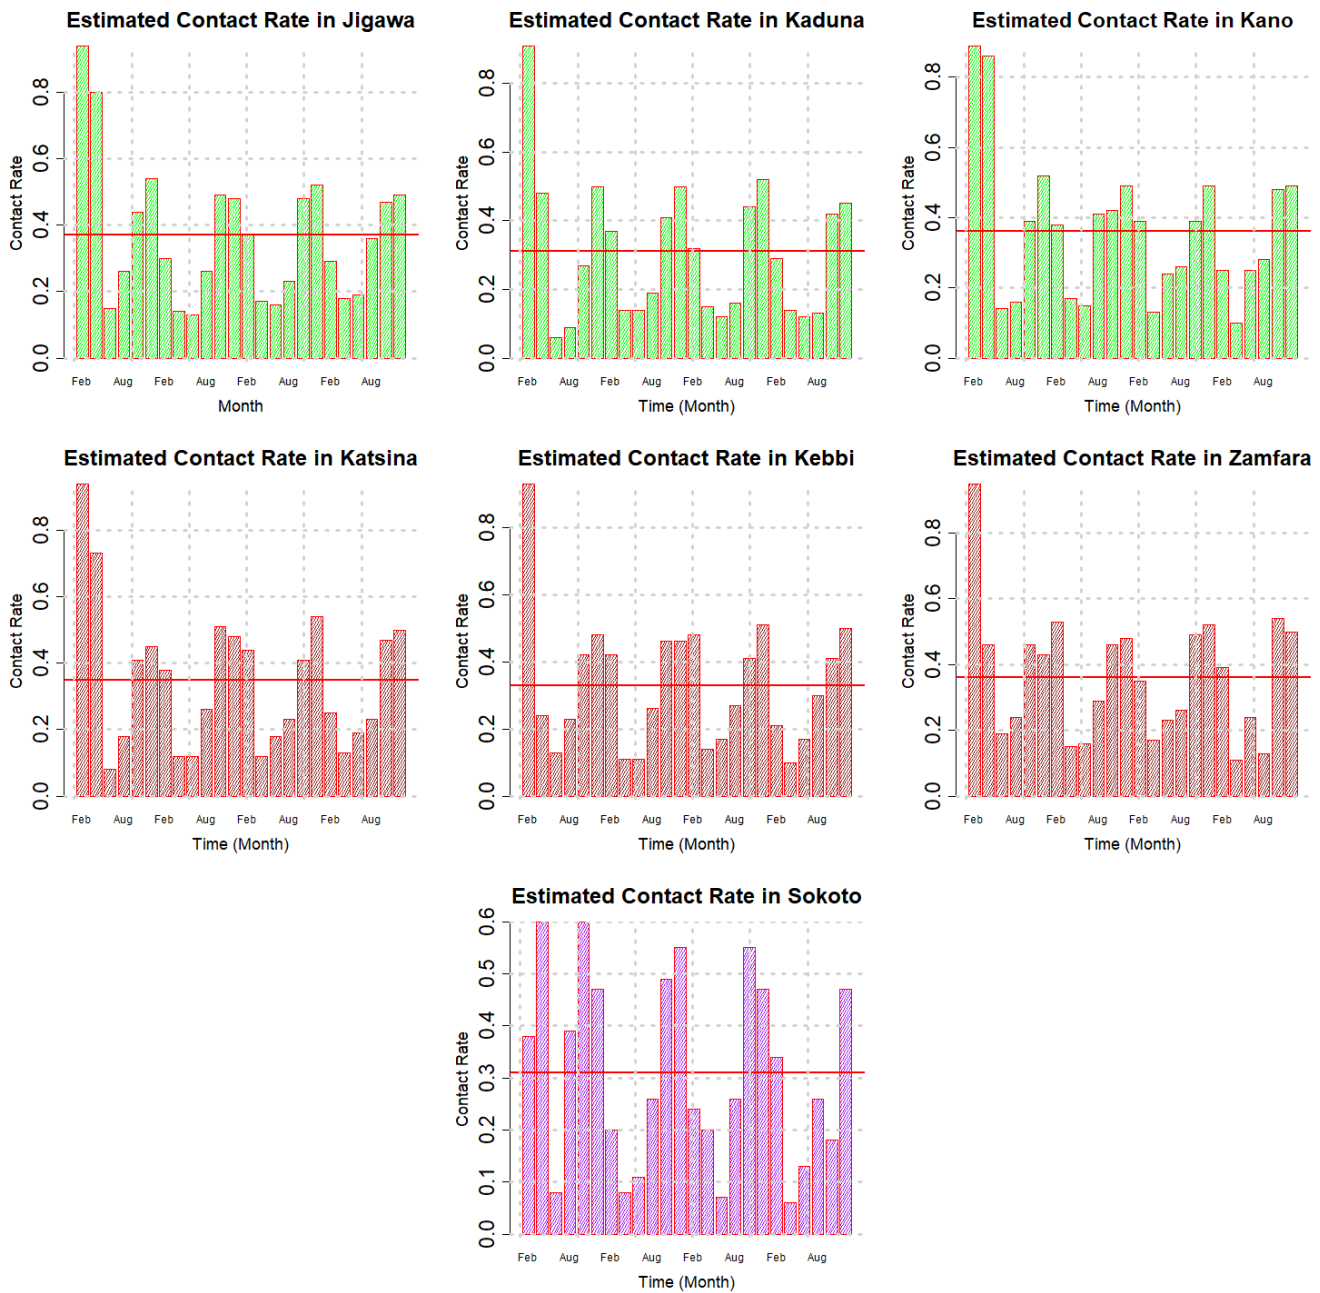 Estimated Contact Rate in Jigawa
Contact Rate
0.0 0.2 0.4 0.6 0.8
Feb Aug Feb Aug Feb Aug Feb Aug
Month
Estimated Contact Rate in Kaduna
Contact Rate
0.0 0.2 0.4 0.6 0.8
Feb Aug Feb Aug Feb Aug Feb Aug
Time (Month)
Estimated Contact Rate in Kano
Contact Rate
0.0 0.2 0.4 0.6 0.8
Feb Aug Feb Aug Feb Aug Feb Aug
Time (Month)
Estimated Contact Rate in Katsina
Contact Rate
0.0 0.2 0.4 0.6 0.8
Feb Aug Feb Aug Feb Aug Feb Aug
Time (Month)
Estimated Contact Rate in Kebbi
Contact Rate
0.0 0.2 0.4 0.6 0.8
Feb Aug Feb Aug Feb Aug Feb Aug
Time (Month)
Estimated Contact Rate in Zamfara
Contact Rate
0.0 0.2 0.4 0.6 0.8
Feb Aug Feb Aug Feb Aug Feb Aug
Time (Month)
Estimated Contact Rate in Sokoto
Contact Rate
0.0 0.1 0.2 0.3 0.4 0.5 0.6
Feb Aug Feb Aug Feb Aug Feb Aug
Time (Month)